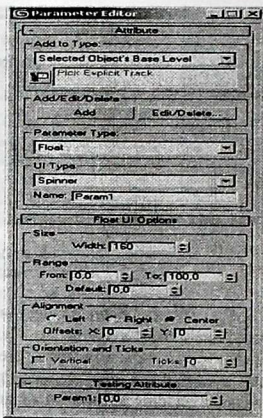 Parameter Editor
Attribute
Add to Type:
Selected Object's Base Level
Pick Explicit Track
Add/Edit/Delete
Add Edit/Delete...
Parameter Type:
Float
UI Type
Spinner
Name: Param1
Float UI Options
Size
Width: 160
Range
From: 0,0 To: 100,0
Default: 0,0
Alignment
Left Right Center
Offsets: X: 0 Y: 0
Orientation and Ticks
Vertical Ticks: 0
Testing Attribute
Param1: 0,0